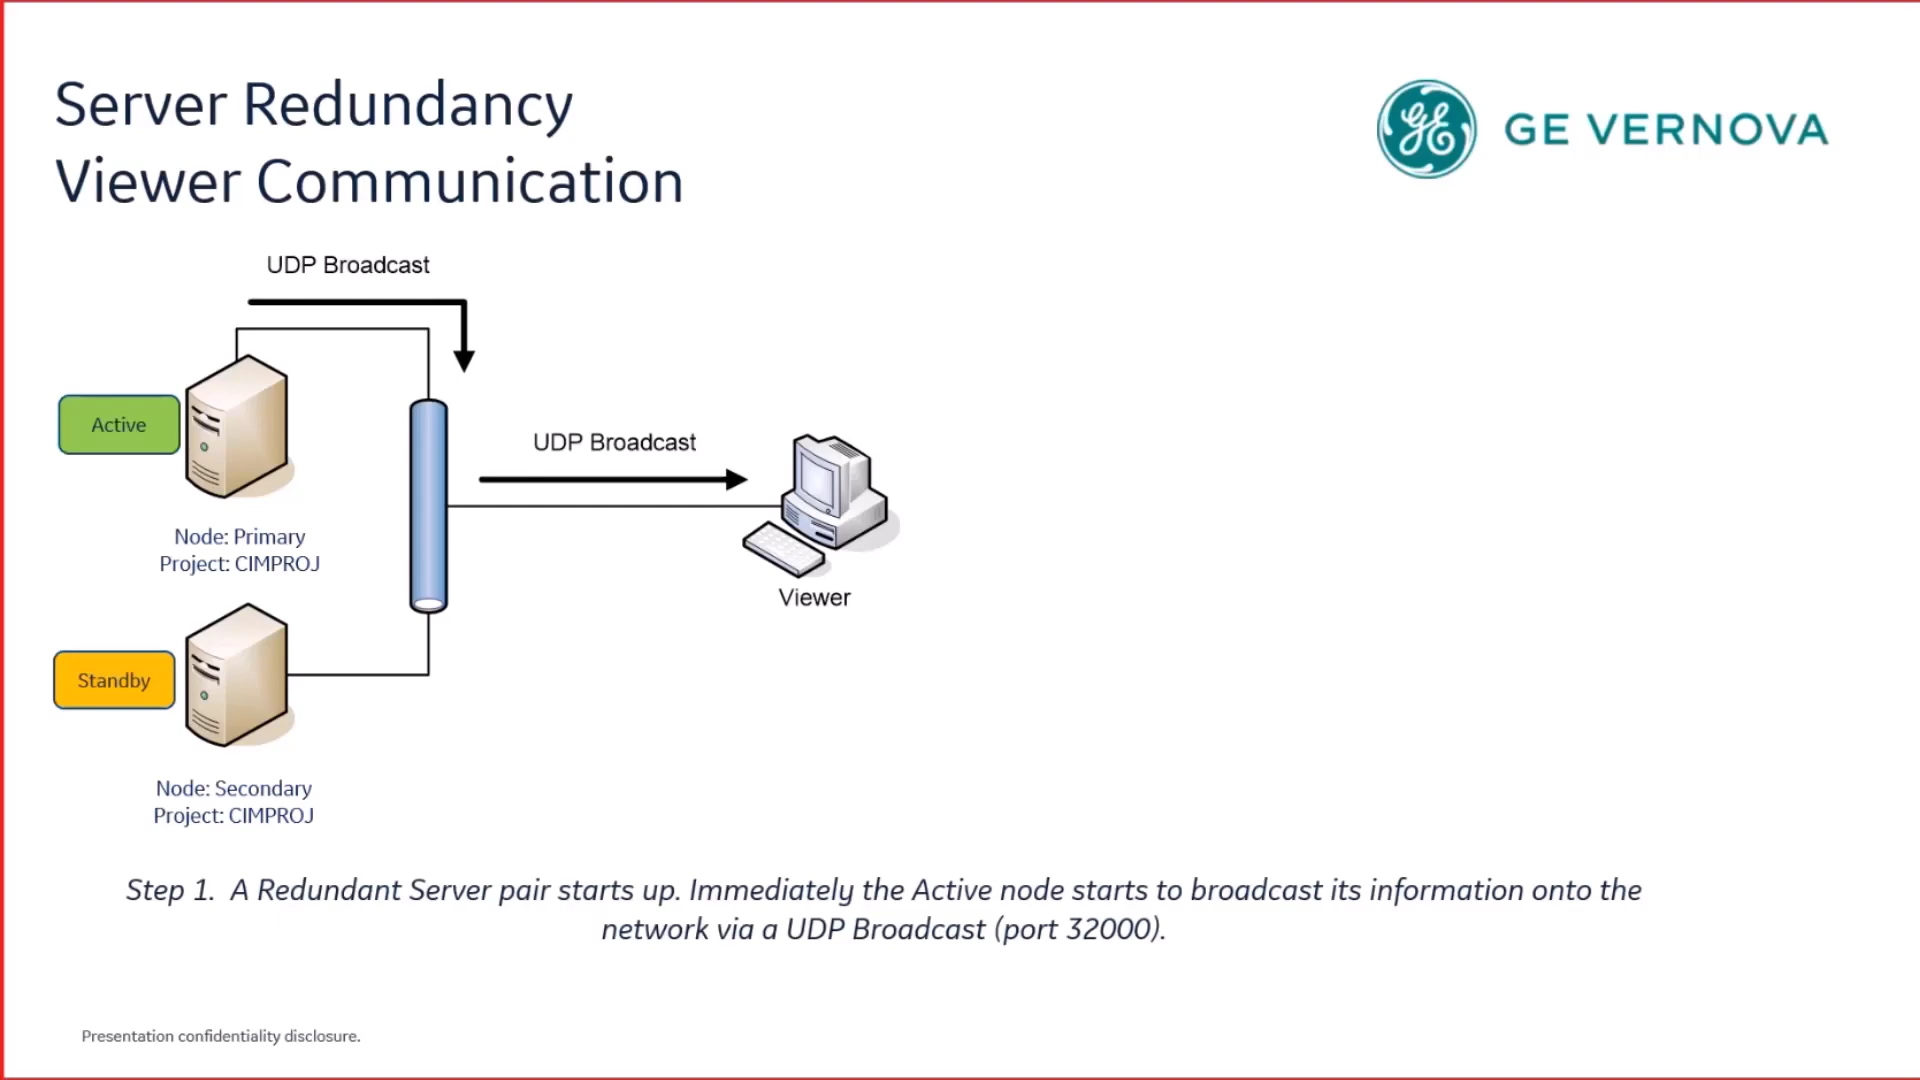 Server Redundancy
Viewer Communication
GE VERNOVA
UDP Broadcast
Active
UDP Broadcast
Node: Primary
Project: CIMPROJ
Viewer
Standby
Node: Secondary
Project: CIMPROJ
Step 1.  A Redundant Server pair starts up. Immediately the Active node starts to broadcast its information onto the
network via a UDP Broadcast (port 32000).
Presentation confidentiality disclosure.